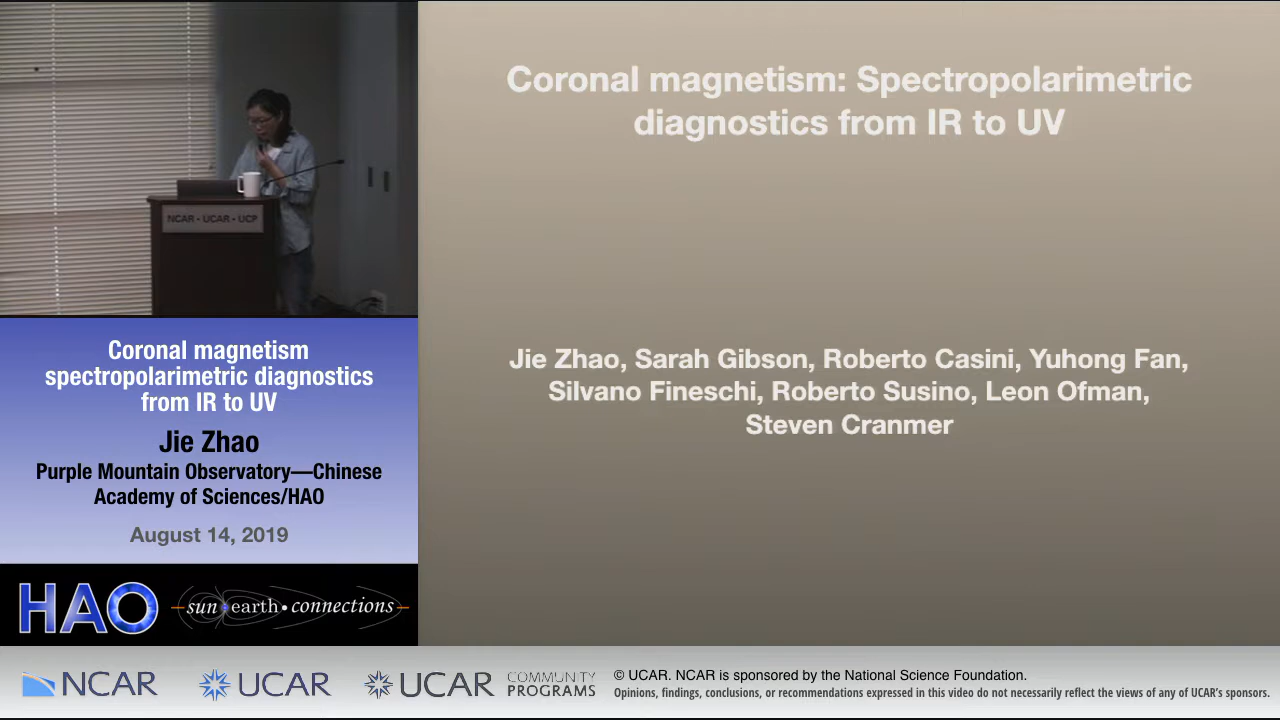 Coronal magnetism: Spectropolarimetric
diagnostics from IR to UV
Jie Zhao, Sarah Gibson, Roberto Casini, Yuhong Fan,
Silvano Fineschi, Roberto Susino, Leon Ofman,
Steven Cranmer
NCAR • UCAR • UCP
Coronal magnetism
spectropolarimetric diagnostics
from IR to UV
Jie Zhao
Purple Mountain Observatory—Chinese
Academy of Sciences/HAO
August 14, 2019
HAO
sun•earth•connections
NCAR
UCAR
UCAR
COMMUNITY
PROGRAMS
© UCAR. NCAR is sponsored by the National Science Foundation.
Opinions, findings, conclusions, or recommendations expressed in this video do not necessarily reflect the views of any of UCAR's sponsors.